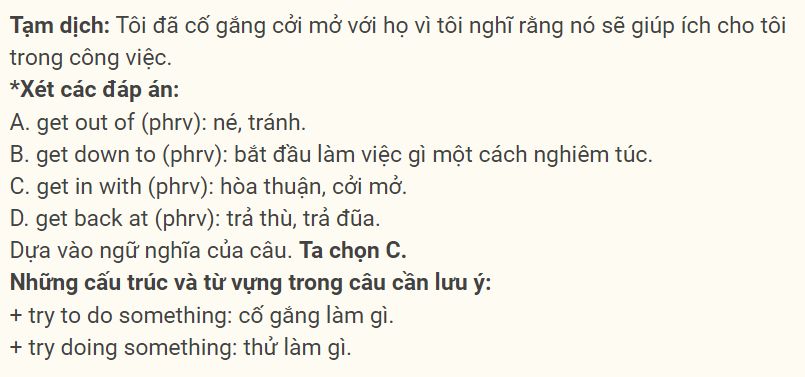 Tạm dịch: Tôi đã cố gắng cởi mở với họ vì tôi nghĩ rằng nó sẽ giúp ích cho tôi
trong công việc.
*Xét các đáp án:
A. get out of (phrv): né, tránh.
B. get down to (phrv): bắt đầu làm việc gì một cách nghiêm túc.
C. get in with (phrv): hòa thuận, cởi mở.
D. get back at (phrv): trả thù, trả đũa.
Dựa vào ngữ nghĩa của câu. Ta chọn C.
Những cấu trúc và từ vựng trong câu cần lưu ý:
+ try to do something: cố gắng làm gì.
+ try doing something: thử làm gì.